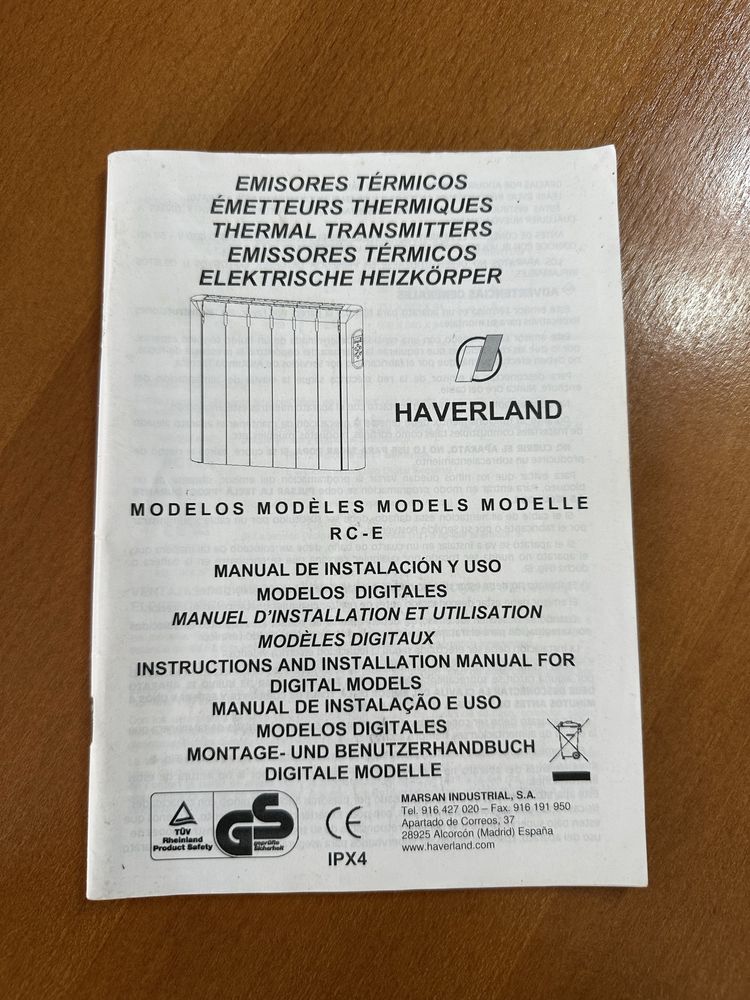 EMISORES TÉRMICOS
ÉMETTEURS THERMIQUES
THERMAL TRANSMITTERS
EMISSORES TÉRMICOS
ELEKTRISCHE HEIZKÖRPER
HAVERLAND
MODELOS MODÈLES MODELS MODELLE
RC-E
MANUAL DE INSTALACIÓN Y USO
MODELOS DIGITALES
MANUEL D'INSTALLATION ET UTILISATION
MODÈLES DIGITAUX
INSTRUCTIONS AND INSTALLATION MANUAL FOR
DIGITAL MODELS
MANUAL DE INSTALAÇÃO E USO
MODELOS DIGITALES
MONTAGE- UND BENUTZERHANDBUCH
DIGITALE MODELLE
TÜV
Rheinland
Product Safety
GS
geprüfte
Sicherheit
CE
IPX4
MARSAN INDUSTRIAL, S.A.
Tel. 916 427 020 – Fax. 916 191 950
Apartado de Correos, 37
28925 Alcorcón (Madrid) España
www.haverland.com